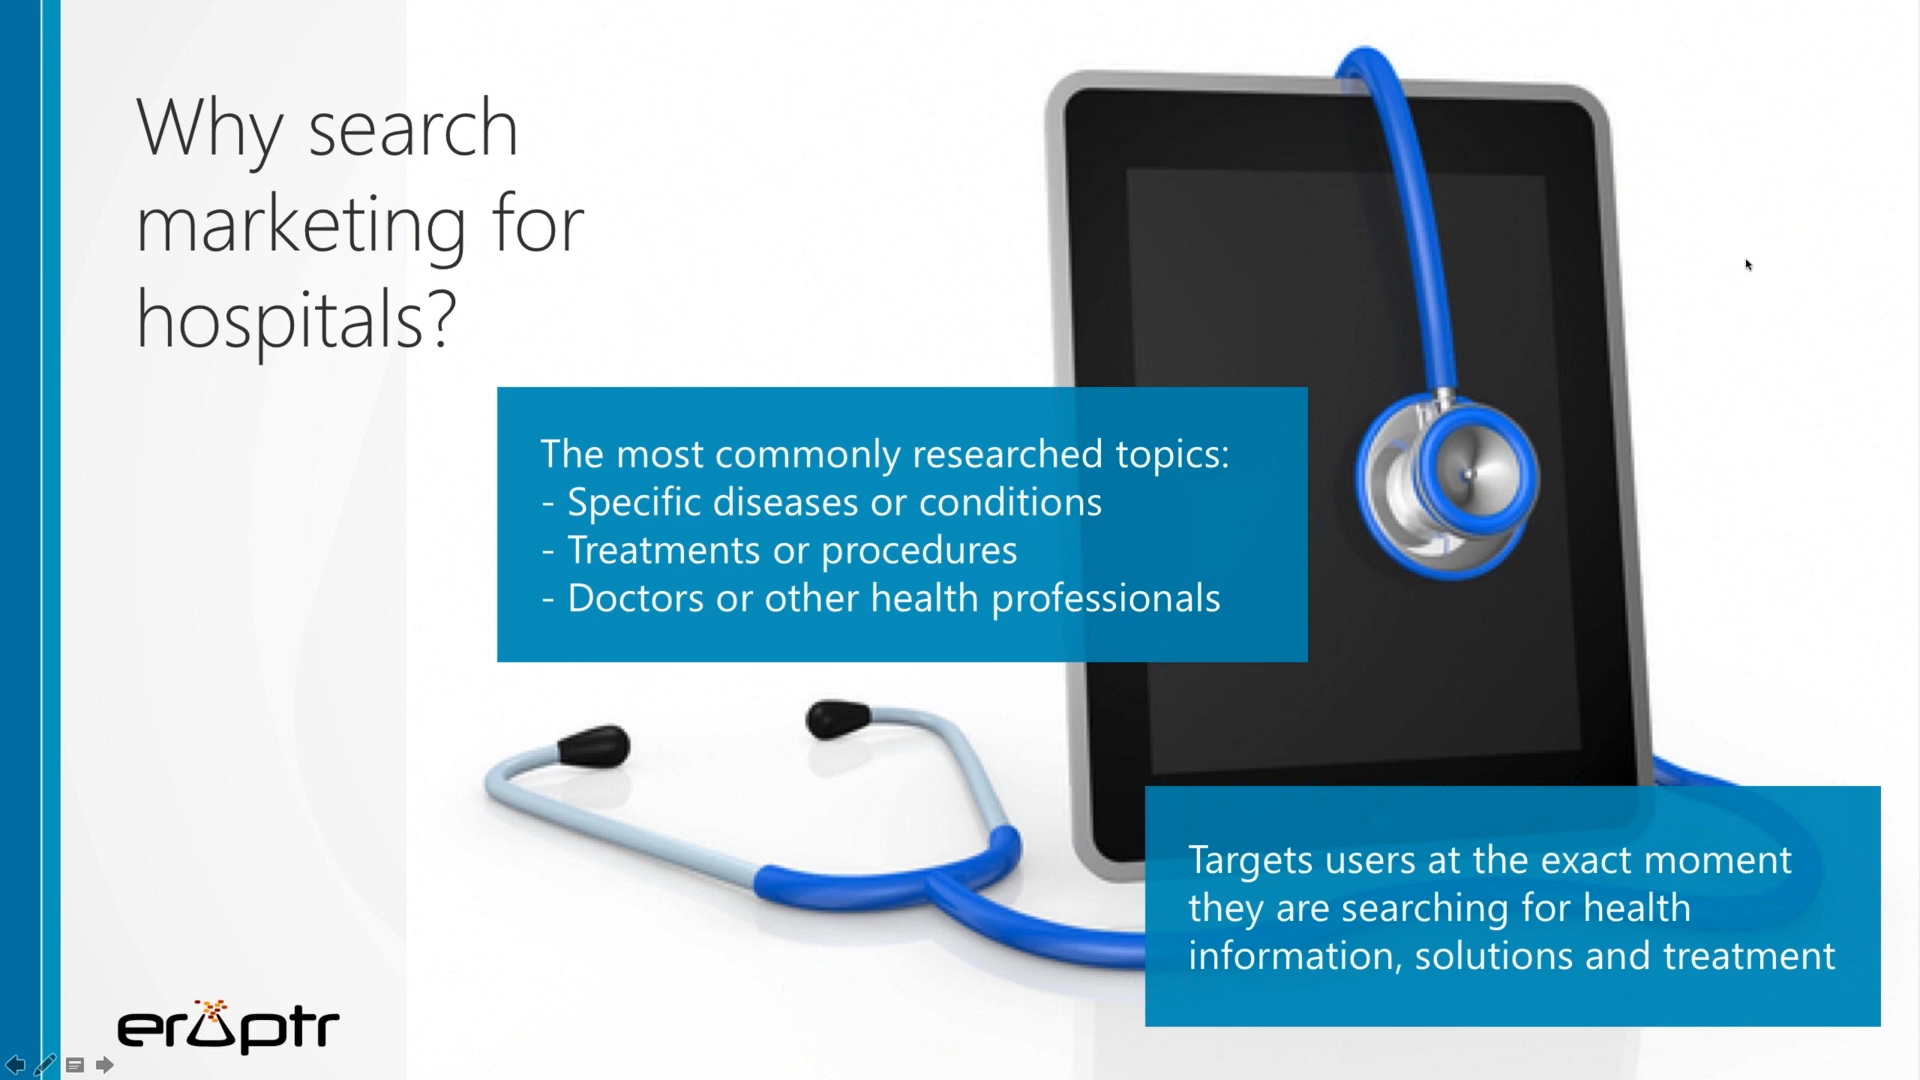 Why search
marketing for
hospitals?
The most commonly researched topics:
- Specific diseases or conditions
- Treatments or procedures
- Doctors or other health professionals
Targets users at the exact moment
they are searching for health
information, solutions and treatment
eruptr